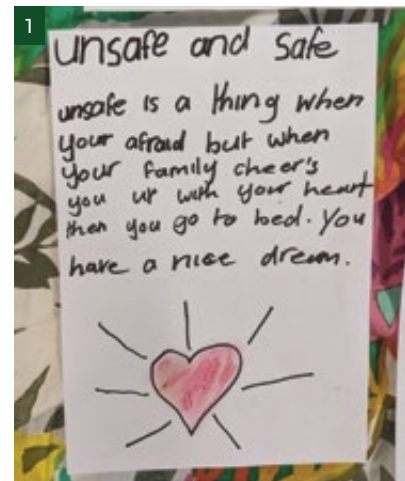 1
unsafe and safe
unsafe is a thing when
your afraid but when
your family cheer's
you up with your heart
then you go to bed. You
have a nice dream.